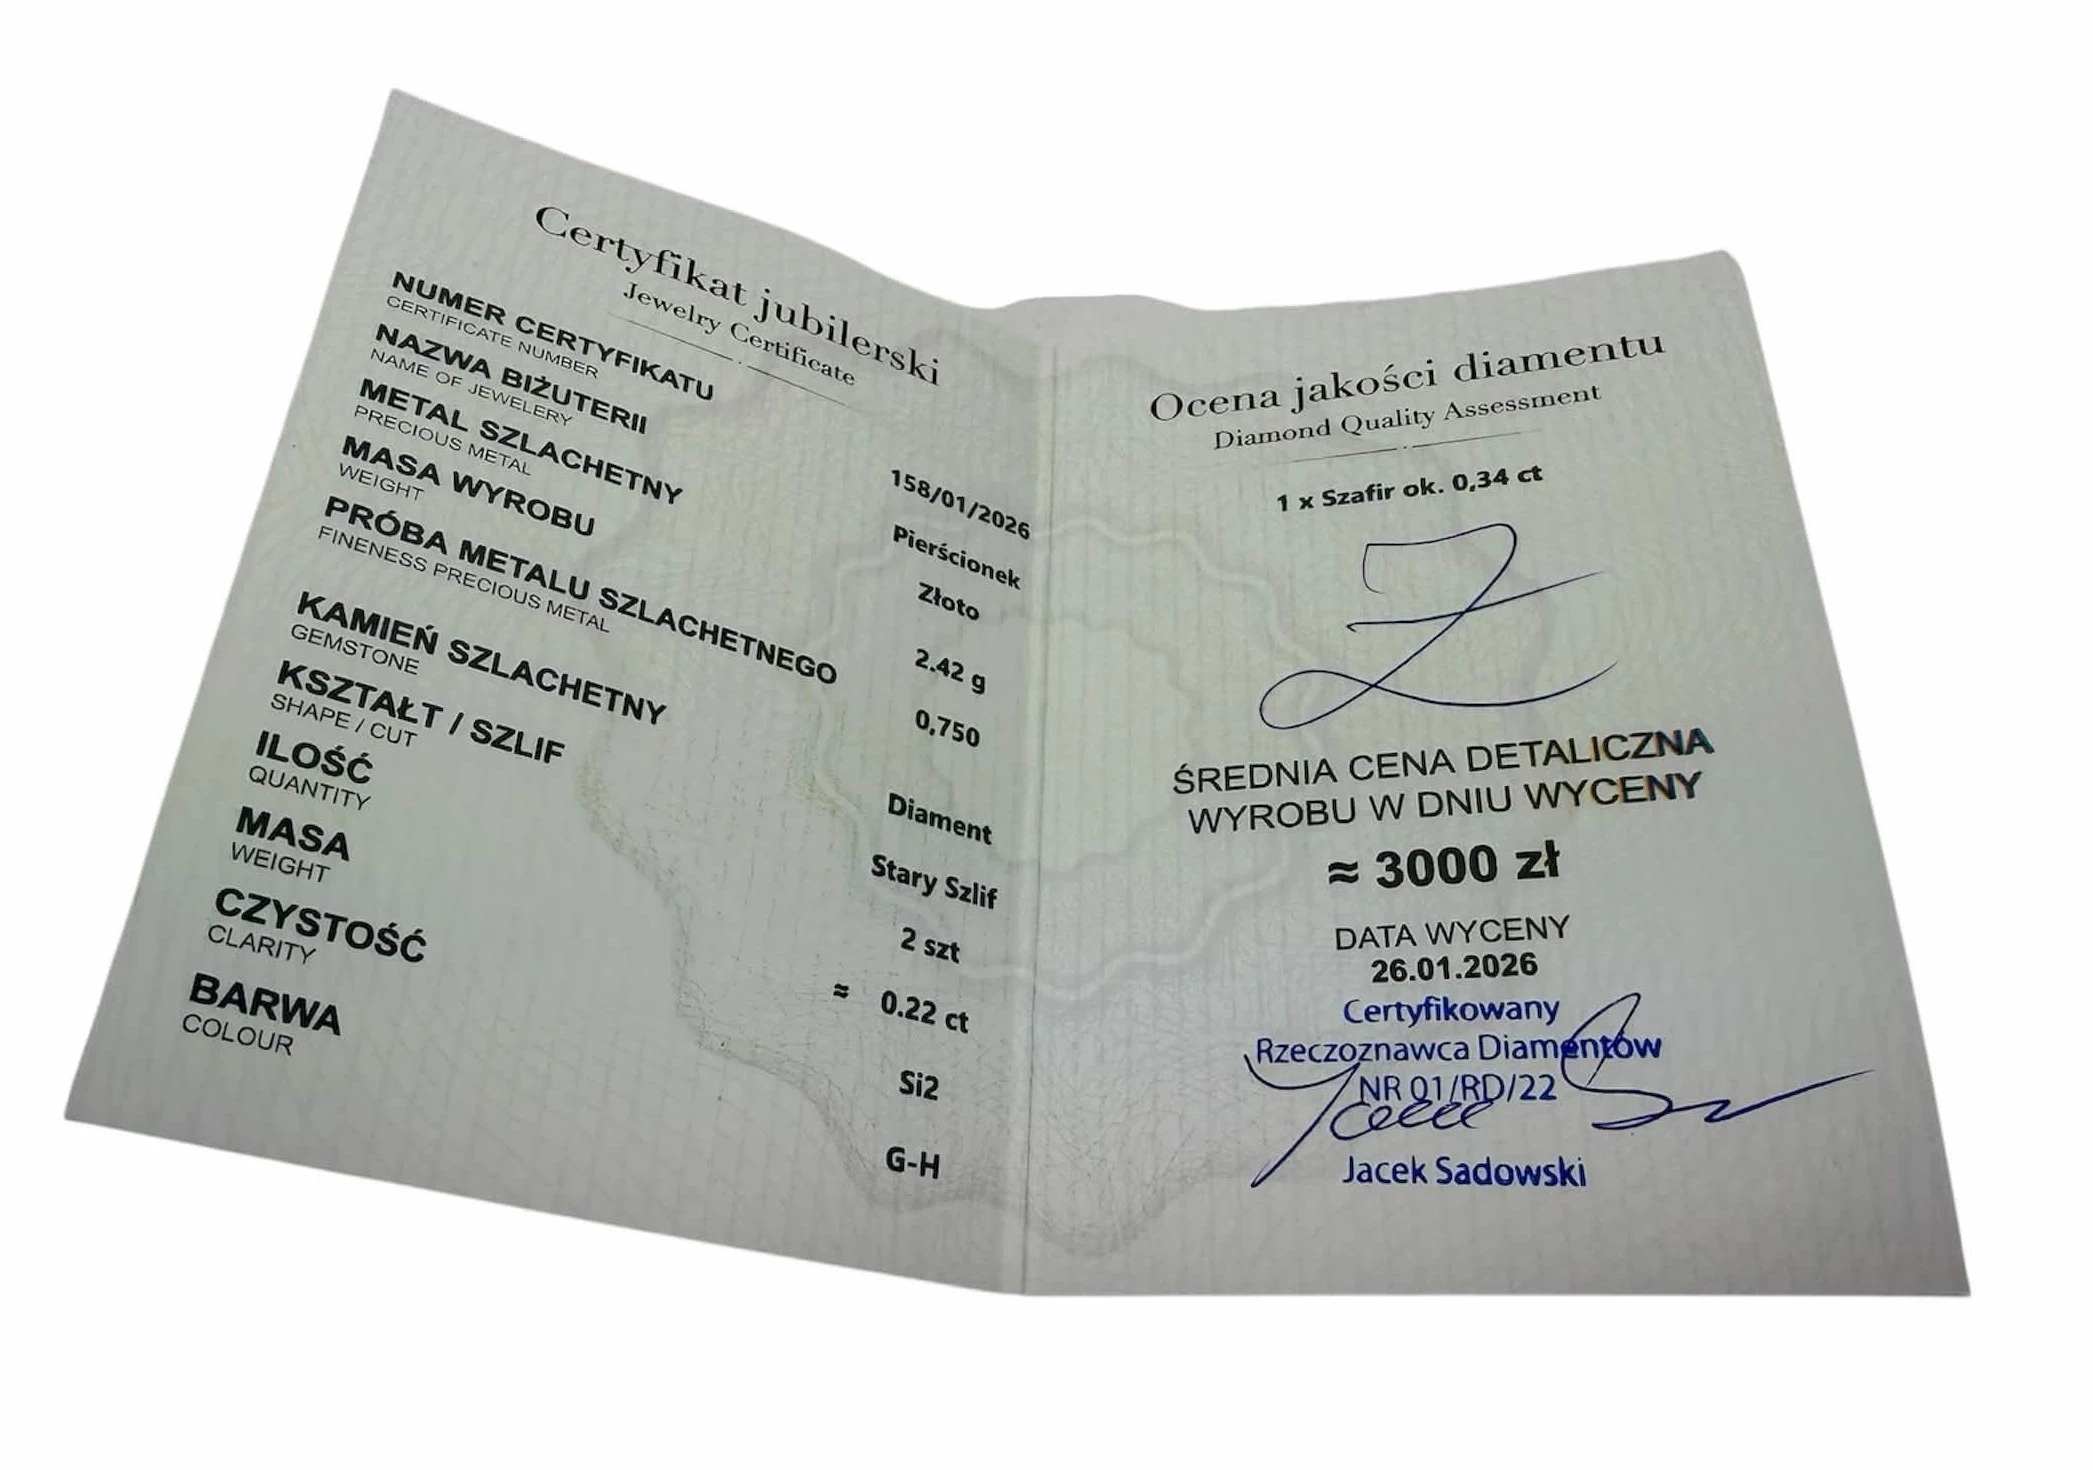 Certyfikat jubilerski
Jewelry Certificate
NUMER CERTYFIKATU
CERTIFICATE NUMBER
158/01/2026
NAZWA BIŻUTERII
NAME OF JEWELERY
Pierścionek
METAL SZLACHETNY
PRECIOUS METAL
Złoto
MASA WYROBU
WEIGHT
2.42 g
PRÓBA METALU SZLACHETNEGO
FINENESS PRECIOUS METAL
0,750
KAMIEŃ SZLACHETNY
GEMSTONE
Diament
KSZTAŁT / SZLIF
SHAPE / CUT
Stary Szlif
ILOŚĆ
QUANTITY
2 szt
MASA
WEIGHT
≈ 0.22 ct
CZYSTOŚĆ
CLARITY
Si2
BARWA
COLOUR
G-H
Ocena jakości diamentu
Diamond Quality Assessment
1 x Szafir ok. 0,34 ct
ŚREDNIA CENA DETALICZNA
WYROBU W DNIU WYCENY
≈ 3000 zł
DATA WYCENY
26.01.2026
Certyfikowany
Rzeczoznawca Diamentów
NR 01/RD/22
Jacek Sadowski